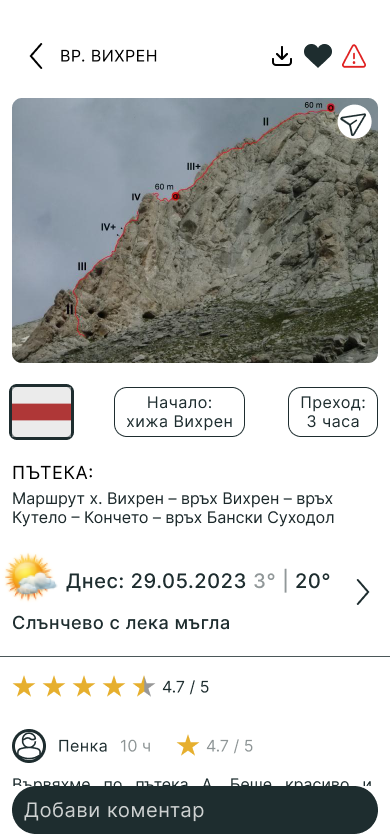 ВР. ВИХРЕН
60 m
II
III+
60 m
IV
IV+
III
II
Начало:
хижа Вихрен
Преход:
3 часа
ПЪТЕКА:
Маршрут х. Вихрен – връх Вихрен – връх
Кутело – Кончето – връх Бански Суходол
Днес: 29.05.2023 3° | 20°
Слънчево с лека мъгла
4.7 / 5
Пенка 10 ч 4.7 / 5
Вървяхме по пътека А. Беше красиво и
Добави коментар